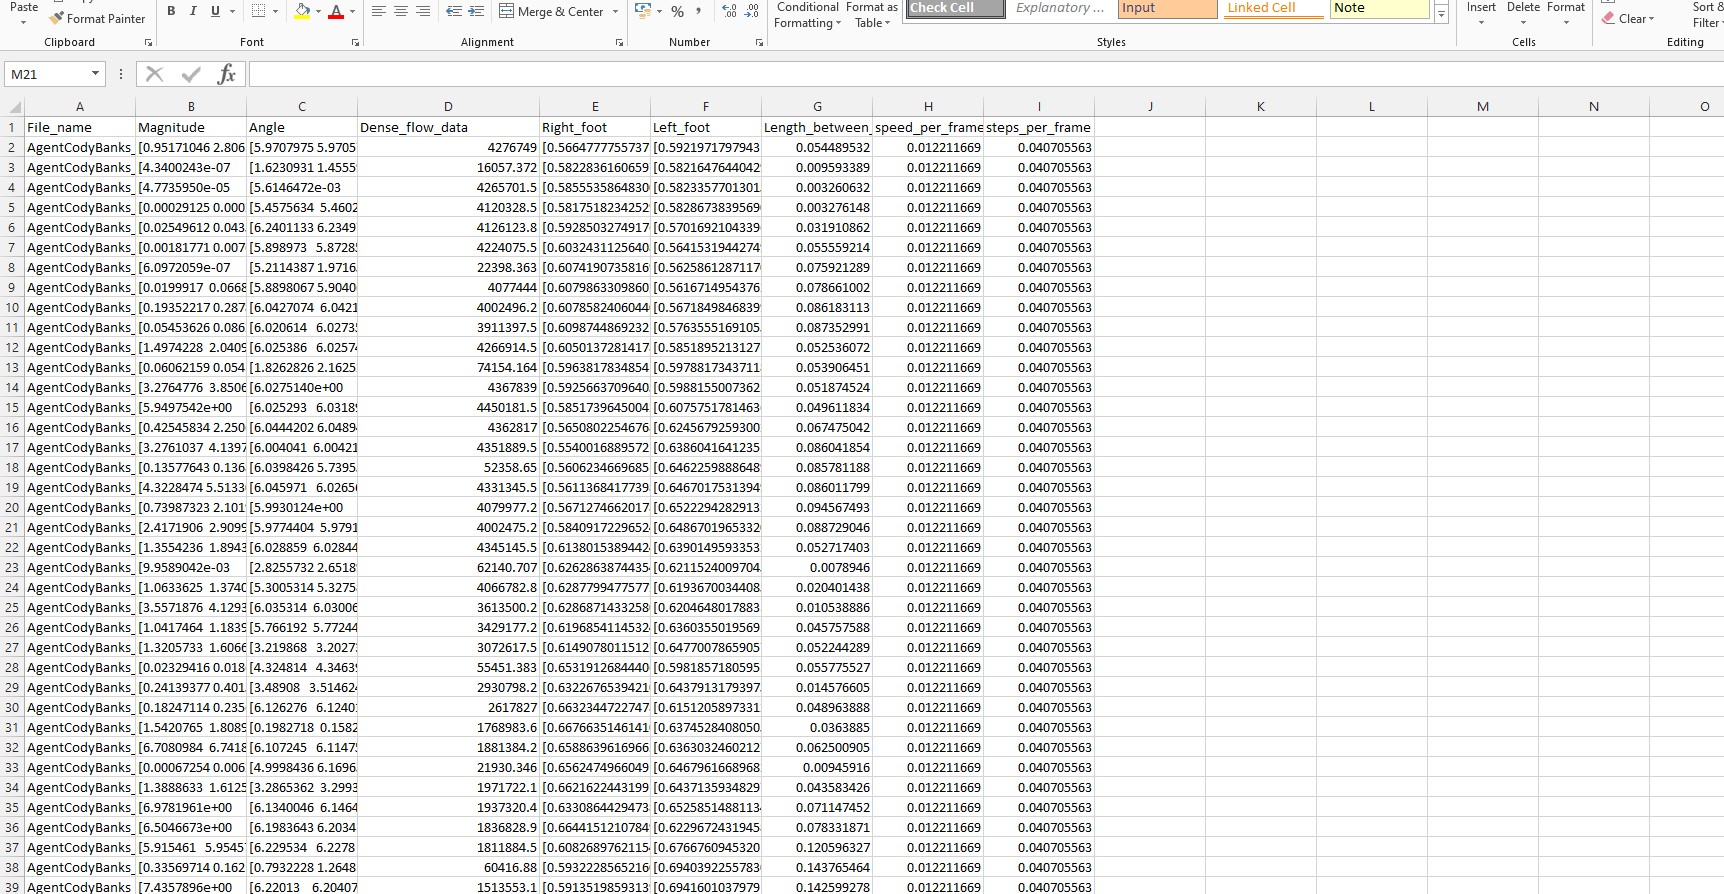 Paste Format Painter B I U Merge & Center % , Conditional Formatting Format as Table Check Cell Explanatory ... Input Linked Cell Note Insert Delete Format Clear Sort & Filter
Clipboard Font Alignment Number Styles Cells Editing
M21 fx
A B C D E F G H I J K L M N O
1 File_name Magnitude Angle Dense_flow_data Right_foot Left_foot Length_between_ speed_per_frame steps_per_frame
2 AgentCodyBanks_ [0.95171046 2.806 [5.9707975 5.9705 4276749 [0.5664777755737 [0.5921971797943 0.054489532 0.012211669 0.040705563
3 AgentCodyBanks_ [4.3400243e-07 [1.6230931 1.4555 16057.372 [0.5822836160659 [0.5821647644042 0.009593389 0.012211669 0.040705563
4 AgentCodyBanks_ [4.7735950e-05 [5.6146472e-03 4265701.5 [0.5855535864830 [0.5823357701301 0.003260632 0.012211669 0.040705563
5 AgentCodyBanks_ [0.00029125 0.000 [5.4575634 5.4602 4120328.5 [0.5817518234252 [0.5828673839569 0.003276148 0.012211669 0.040705563
6 AgentCodyBanks_ [0.02549612 0.043 [6.2401133 6.2349 4126123.8 [0.5928503274917 [0.5701692104339 0.031910862 0.012211669 0.040705563
7 AgentCodyBanks_ [0.00181771 0.007 [5.898973 5.8728 4224075.5 [0.6032431125640 [0.5641531944274 0.055559214 0.012211669 0.040705563
8 AgentCodyBanks_ [6.0972059e-07 [5.2114387 1.9716 22398.363 [0.6074190735816 [0.5625861287117 0.075921289 0.012211669 0.040705563
9 AgentCodyBanks_ [0.0199917 0.0668 [5.8898067 5.9040 4077444 [0.6079863309860 [0.5616714954376 0.078661002 0.012211669 0.040705563
10 AgentCodyBanks_ [0.19352217 0.287 [6.0427074 6.0421 4002496.2 [0.6078582406044 [0.5671849846839 0.086183113 0.012211669 0.040705563
11 AgentCodyBanks_ [0.05453626 0.086 [6.020614 6.0273 3911397.5 [0.6098744869232 [0.5763555169105 0.087352991 0.012211669 0.040705563
12 AgentCodyBanks_ [1.4974228 2.0409 [6.025386 6.0257 4266914.5 [0.6050137281417 [0.5851895213127 0.052536072 0.012211669 0.040705563
13 AgentCodyBanks_ [0.06062159 0.054 [1.8262826 2.1625 74154.164 [0.5963817834854 [0.5978817343711 0.053906451 0.012211669 0.040705563
14 AgentCodyBanks_ [3.2764776 3.8506 [6.0275140e+00 4367839 [0.5925663709640 [0.5988155007362 0.051874524 0.012211669 0.040705563
15 AgentCodyBanks_ [5.9497542e+00 [6.025293 6.0318 4450181.5 [0.5851739645004 [0.6075751781463 0.049611834 0.012211669 0.040705563
16 AgentCodyBanks_ [0.42545834 2.250 [6.0444202 6.0489 4362817 [0.5650802254676 [0.6245679259300 0.067475042 0.012211669 0.040705563
17 AgentCodyBanks_ [3.2761037 4.1397 [6.004041 6.00421 4351889.5 [0.5540016889572 [0.6386041641235 0.086041854 0.012211669 0.040705563
18 AgentCodyBanks_ [0.13577643 0.136 [6.0398426 5.7395 52358.65 [0.5606234669685 [0.6462259888648 0.085781188 0.012211669 0.040705563
19 AgentCodyBanks_ [4.3228474 5.5133 [6.045971 6.0265 4331345.5 [0.5611368417739 [0.6467017531394 0.086011799 0.012211669 0.040705563
20 AgentCodyBanks_ [0.73987323 2.101 [5.9930124e+00 4079977.2 [0.5671274662017 [0.6522294282913 0.094567493 0.012211669 0.040705563
21 AgentCodyBanks_ [2.4171906 2.9099 [5.9774404 5.9791 4002475.2 [0.5840917229652 [0.6486701965332 0.088729046 0.012211669 0.040705563
22 AgentCodyBanks_ [1.3554236 1.8943 [6.028859 6.02844 4345145.5 [0.6138015389442 [0.6390149593353 0.052717403 0.012211669 0.040705563
23 AgentCodyBanks_ [9.9589042e-03 [2.8255732 2.6518 62140.707 [0.6262863874435 [0.6211524009704 0.0078946 0.012211669 0.040705563
24 AgentCodyBanks_ [1.0633625 1.3740 [5.3005314 5.3275 4066782.8 [0.6287799477577 [0.6193670034408 0.020401438 0.012211669 0.040705563
25 AgentCodyBanks_ [3.5571876 4.1293 [6.035314 6.03006 3613500.2 [0.6286871433258 [0.6204648017883 0.010538886 0.012211669 0.040705563
26 AgentCodyBanks_ [1.0417464 1.1839 [5.766192 5.77244 3429177.2 [0.6196854114532 [0.6360355019569 0.045757588 0.012211669 0.040705563
27 AgentCodyBanks_ [1.3205733 1.6066 [3.219868 3.2027 3072617.5 [0.6149078011512 [0.6477007865905 0.052244289 0.012211669 0.040705563
28 AgentCodyBanks_ [0.02329416 0.018 [4.324814 4.3463 55451.383 [0.6531912684440 [0.5981857180595 0.055775527 0.012211669 0.040705563
29 AgentCodyBanks_ [0.24139377 0.401 [3.48908 3.514624 2930798.2 [0.6322676539421 [0.6437913179397 0.014576605 0.012211669 0.040705563
30 AgentCodyBanks_ [0.18247114 0.235 [6.126276 6.1240 2617827 [0.6632344722747 [0.6151205897331 0.048963888 0.012211669 0.040705563
31 AgentCodyBanks_ [1.5420765 1.8089 [0.1982718 0.1582 1768983.6 [0.6676635146141 [0.6374528408050 0.0363885 0.012211669 0.040705563
32 AgentCodyBanks_ [6.7080984 6.7418 [6.107245 6.1147 1881384.2 [0.6588639616966 [0.6363032460212 0.062500905 0.012211669 0.040705563
33 AgentCodyBanks_ [0.00067254 0.006 [4.9998436 6.1696 21930.346 [0.6562474966049 [0.6467961668968 0.00945916 0.012211669 0.040705563
34 AgentCodyBanks_ [1.3888633 1.6125 [3.2865362 3.2993 1971722.1 [0.6621622443199 [0.6437135934829 0.043583426 0.012211669 0.040705563
35 AgentCodyBanks_ [6.9781961e+00 [6.1340046 6.1464 1937320.4 [0.6330864429473 [0.6525851488113 0.071147452 0.012211669 0.040705563
36 AgentCodyBanks_ [6.5046673e+00 [6.1983643 6.2034 1836828.9 [0.6644151210784 [0.6229672431945 0.078331871 0.012211669 0.040705563
37 AgentCodyBanks_ [5.915461 5.9545 [6.229534 6.2278 1811884.5 [0.6082689762115 [0.6766760945320 0.120596327 0.012211669 0.040705563
38 AgentCodyBanks_ [0.33569714 0.162 [0.7932228 1.2648 60416.88 [0.5932228565216 [0.6940392255783 0.143765464 0.012211669 0.040705563
39 AgentCodyBanks_ [7.4357896e+00 [6.22013 6.20407 1513553.1 [0.5913519859313 [0.6941601037979 0.142599278 0.012211669 0.040705563